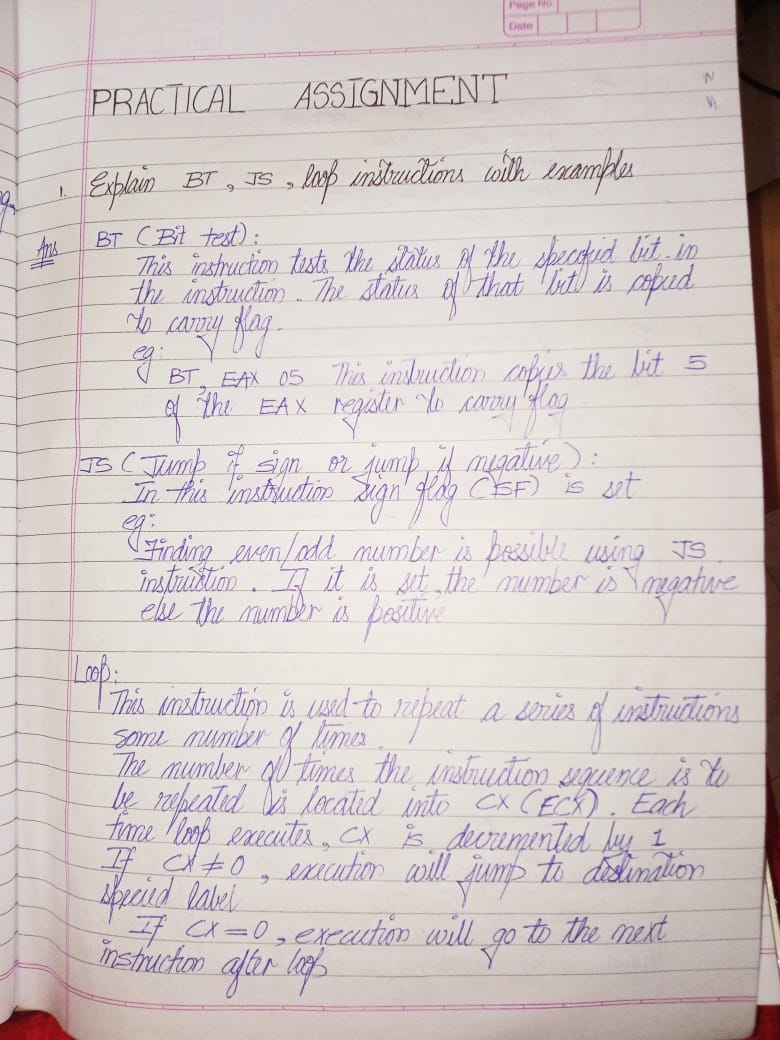 Page No.
Date
PRACTICAL ASSIGNMENT
1. Explain BT, JS, loop instructions with examples
Ans BT (Bit test):
This instruction tests the status of the specified bit in
the instruction. The status of that bit is copied
to carry flag.
eg:
BT, EAX 05 This instruction copies the bit 5
of the EAX register to carry flag
JS (Jump if sign or jump if negative):
In this instruction sign flag (SF) is set
eg:
Finding even/odd number is possible using JS
instruction. If it is set, the number is negative
else the number is positive
Loop:
This instruction is used to repeat a series of instructions
some number of times.
The number of times the instruction sequence is to
be repeated is located into CX (ECX). Each
time loop executes, CX is decremented by 1
If CX ≠ 0, execution will jump to destination
specied label
If CX = 0, execution will go to the next
instruction after loop